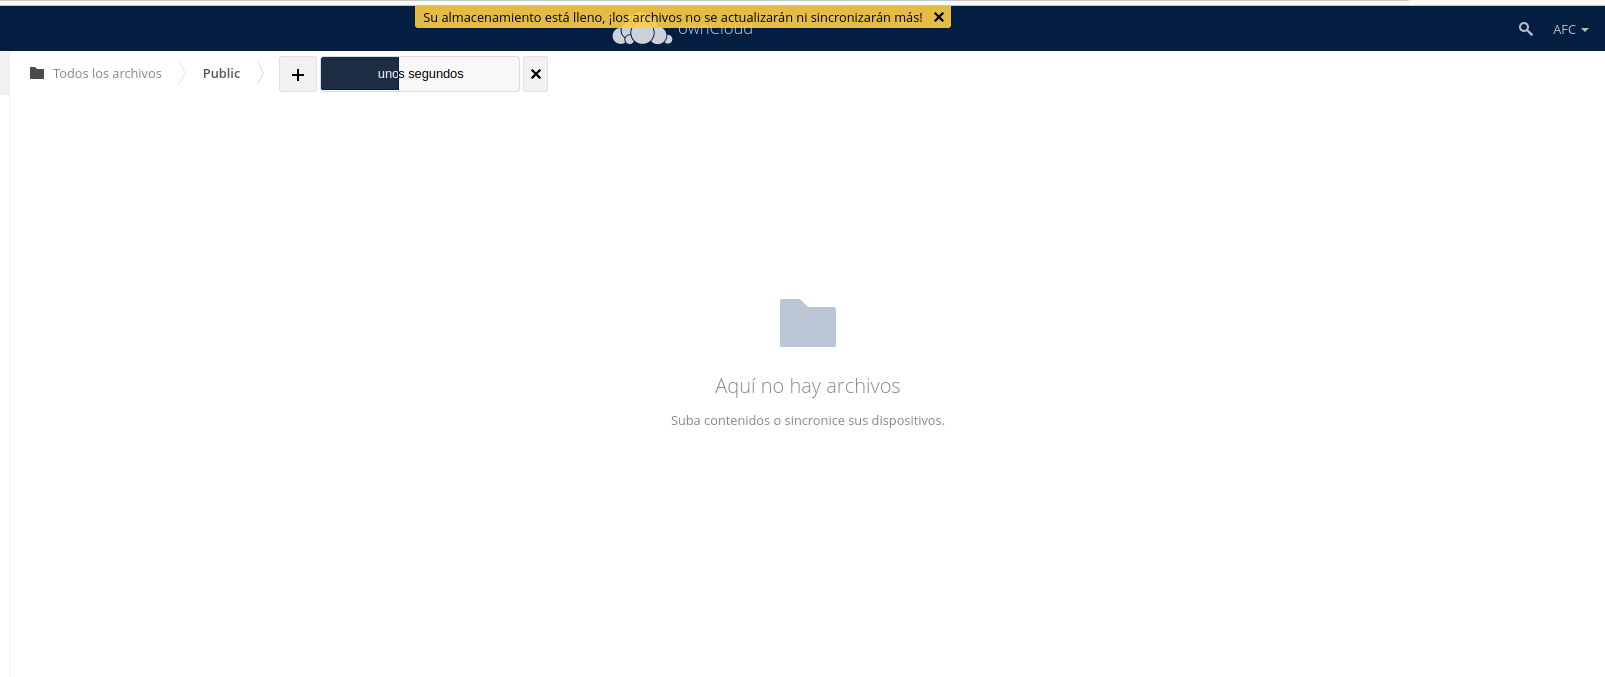 Su almacenamiento está lleno, ¡los archivos no se actualizarán ni sincronizarán más!
ownCloud
AFC
Todos los archivos
Public
unos segundos
Aquí no hay archivos
Suba contenidos o sincronice sus dispositivos.